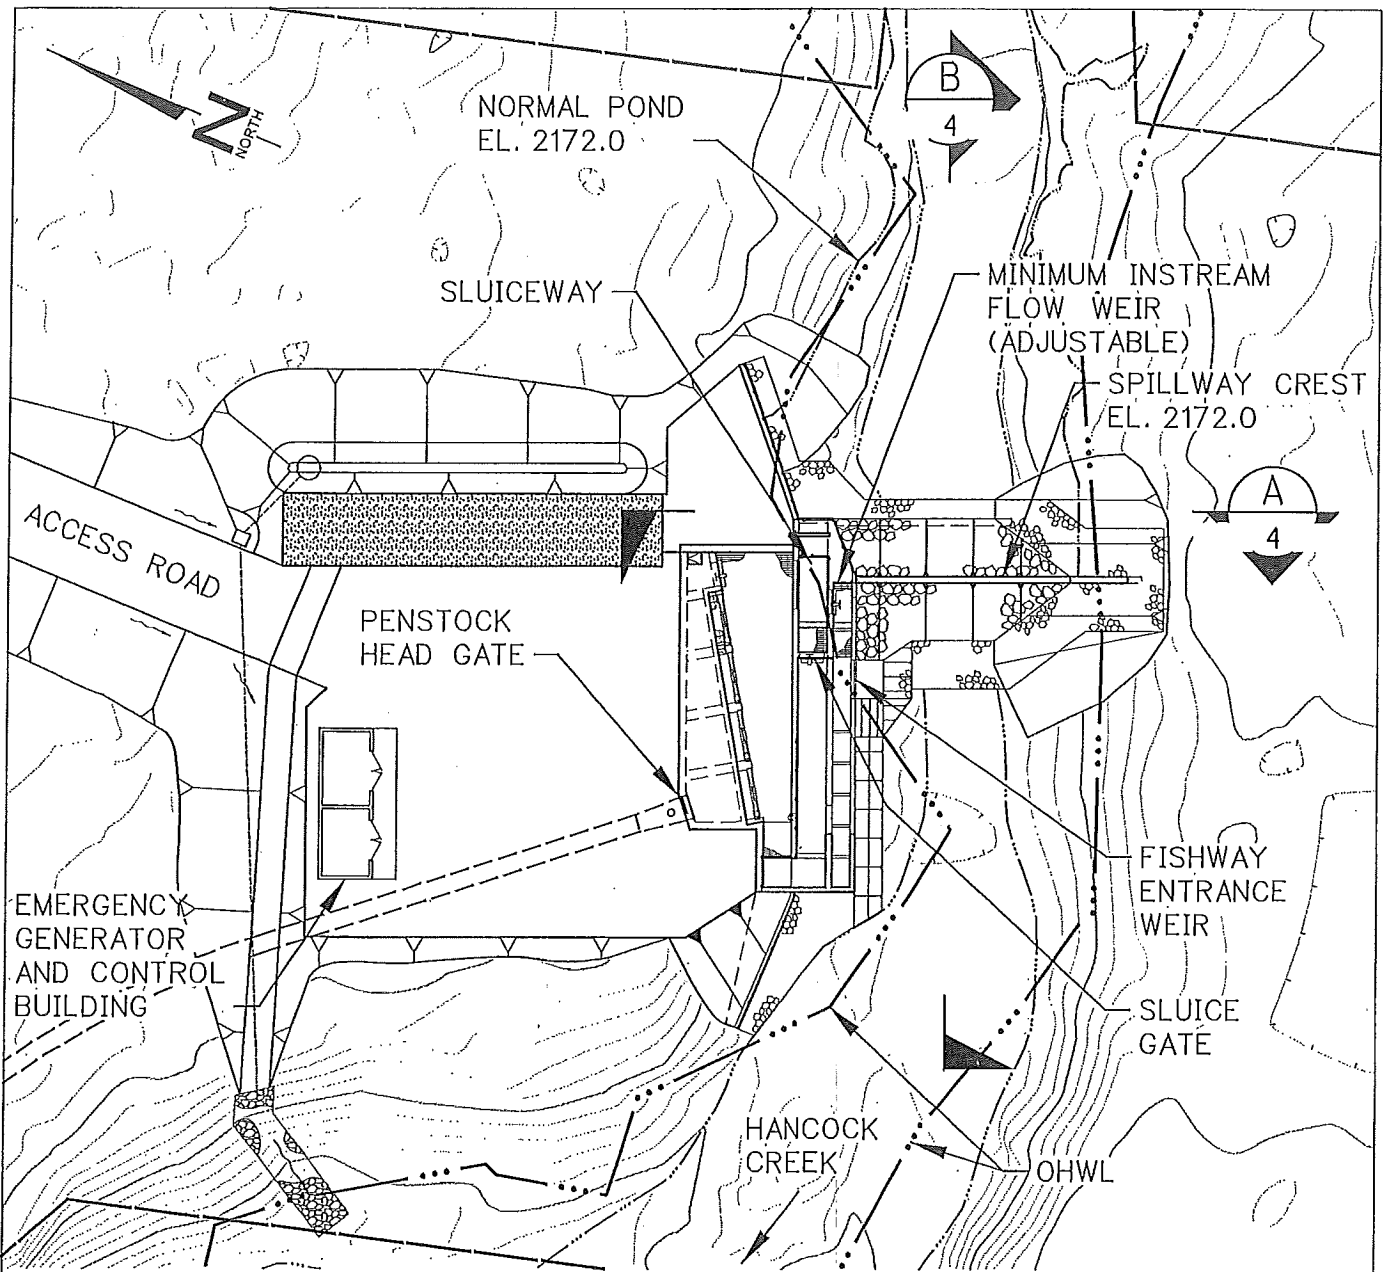 N
NORTH
NORMAL POND
EL. 2172.0
B
4
SLUICEWAY
MINIMUM INSTREAM
FLOW WEIR
(ADJUSTABLE)
SPILLWAY CREST
EL. 2172.0
A
4
ACCESS ROAD
PENSTOCK
HEAD GATE
FISHWAY
ENTRANCE
WEIR
EMERGENCY
GENERATOR
AND CONTROL
BUILDING
SLUICE
GATE
HANCOCK
CREEK
OHWL